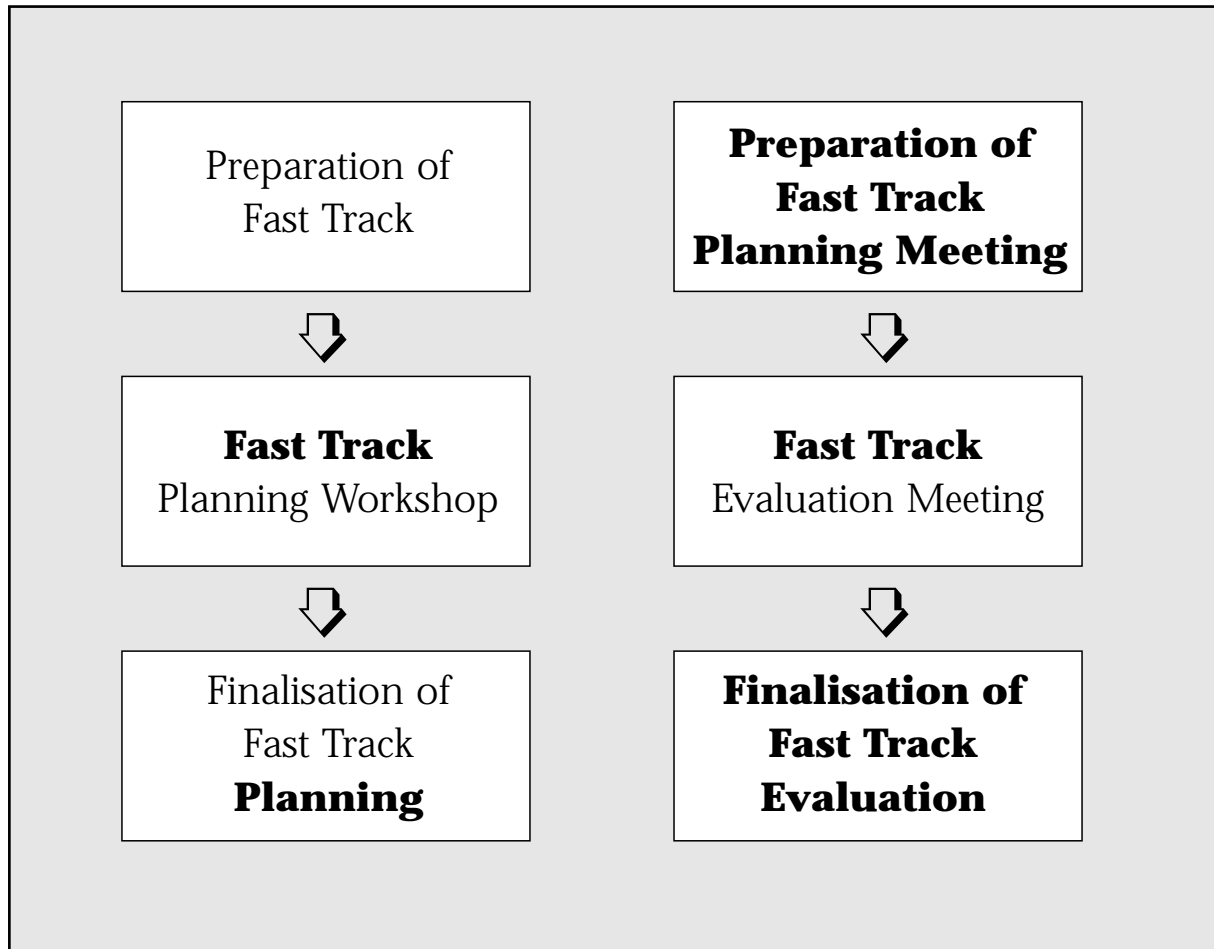 Preparation of
Fast Track
Fast Track
Planning Workshop
Finalisation of
Fast Track
Planning
Preparation of
Fast Track
Planning Meeting
Fast Track
Evaluation Meeting
Finalisation of
Fast Track
Evaluation